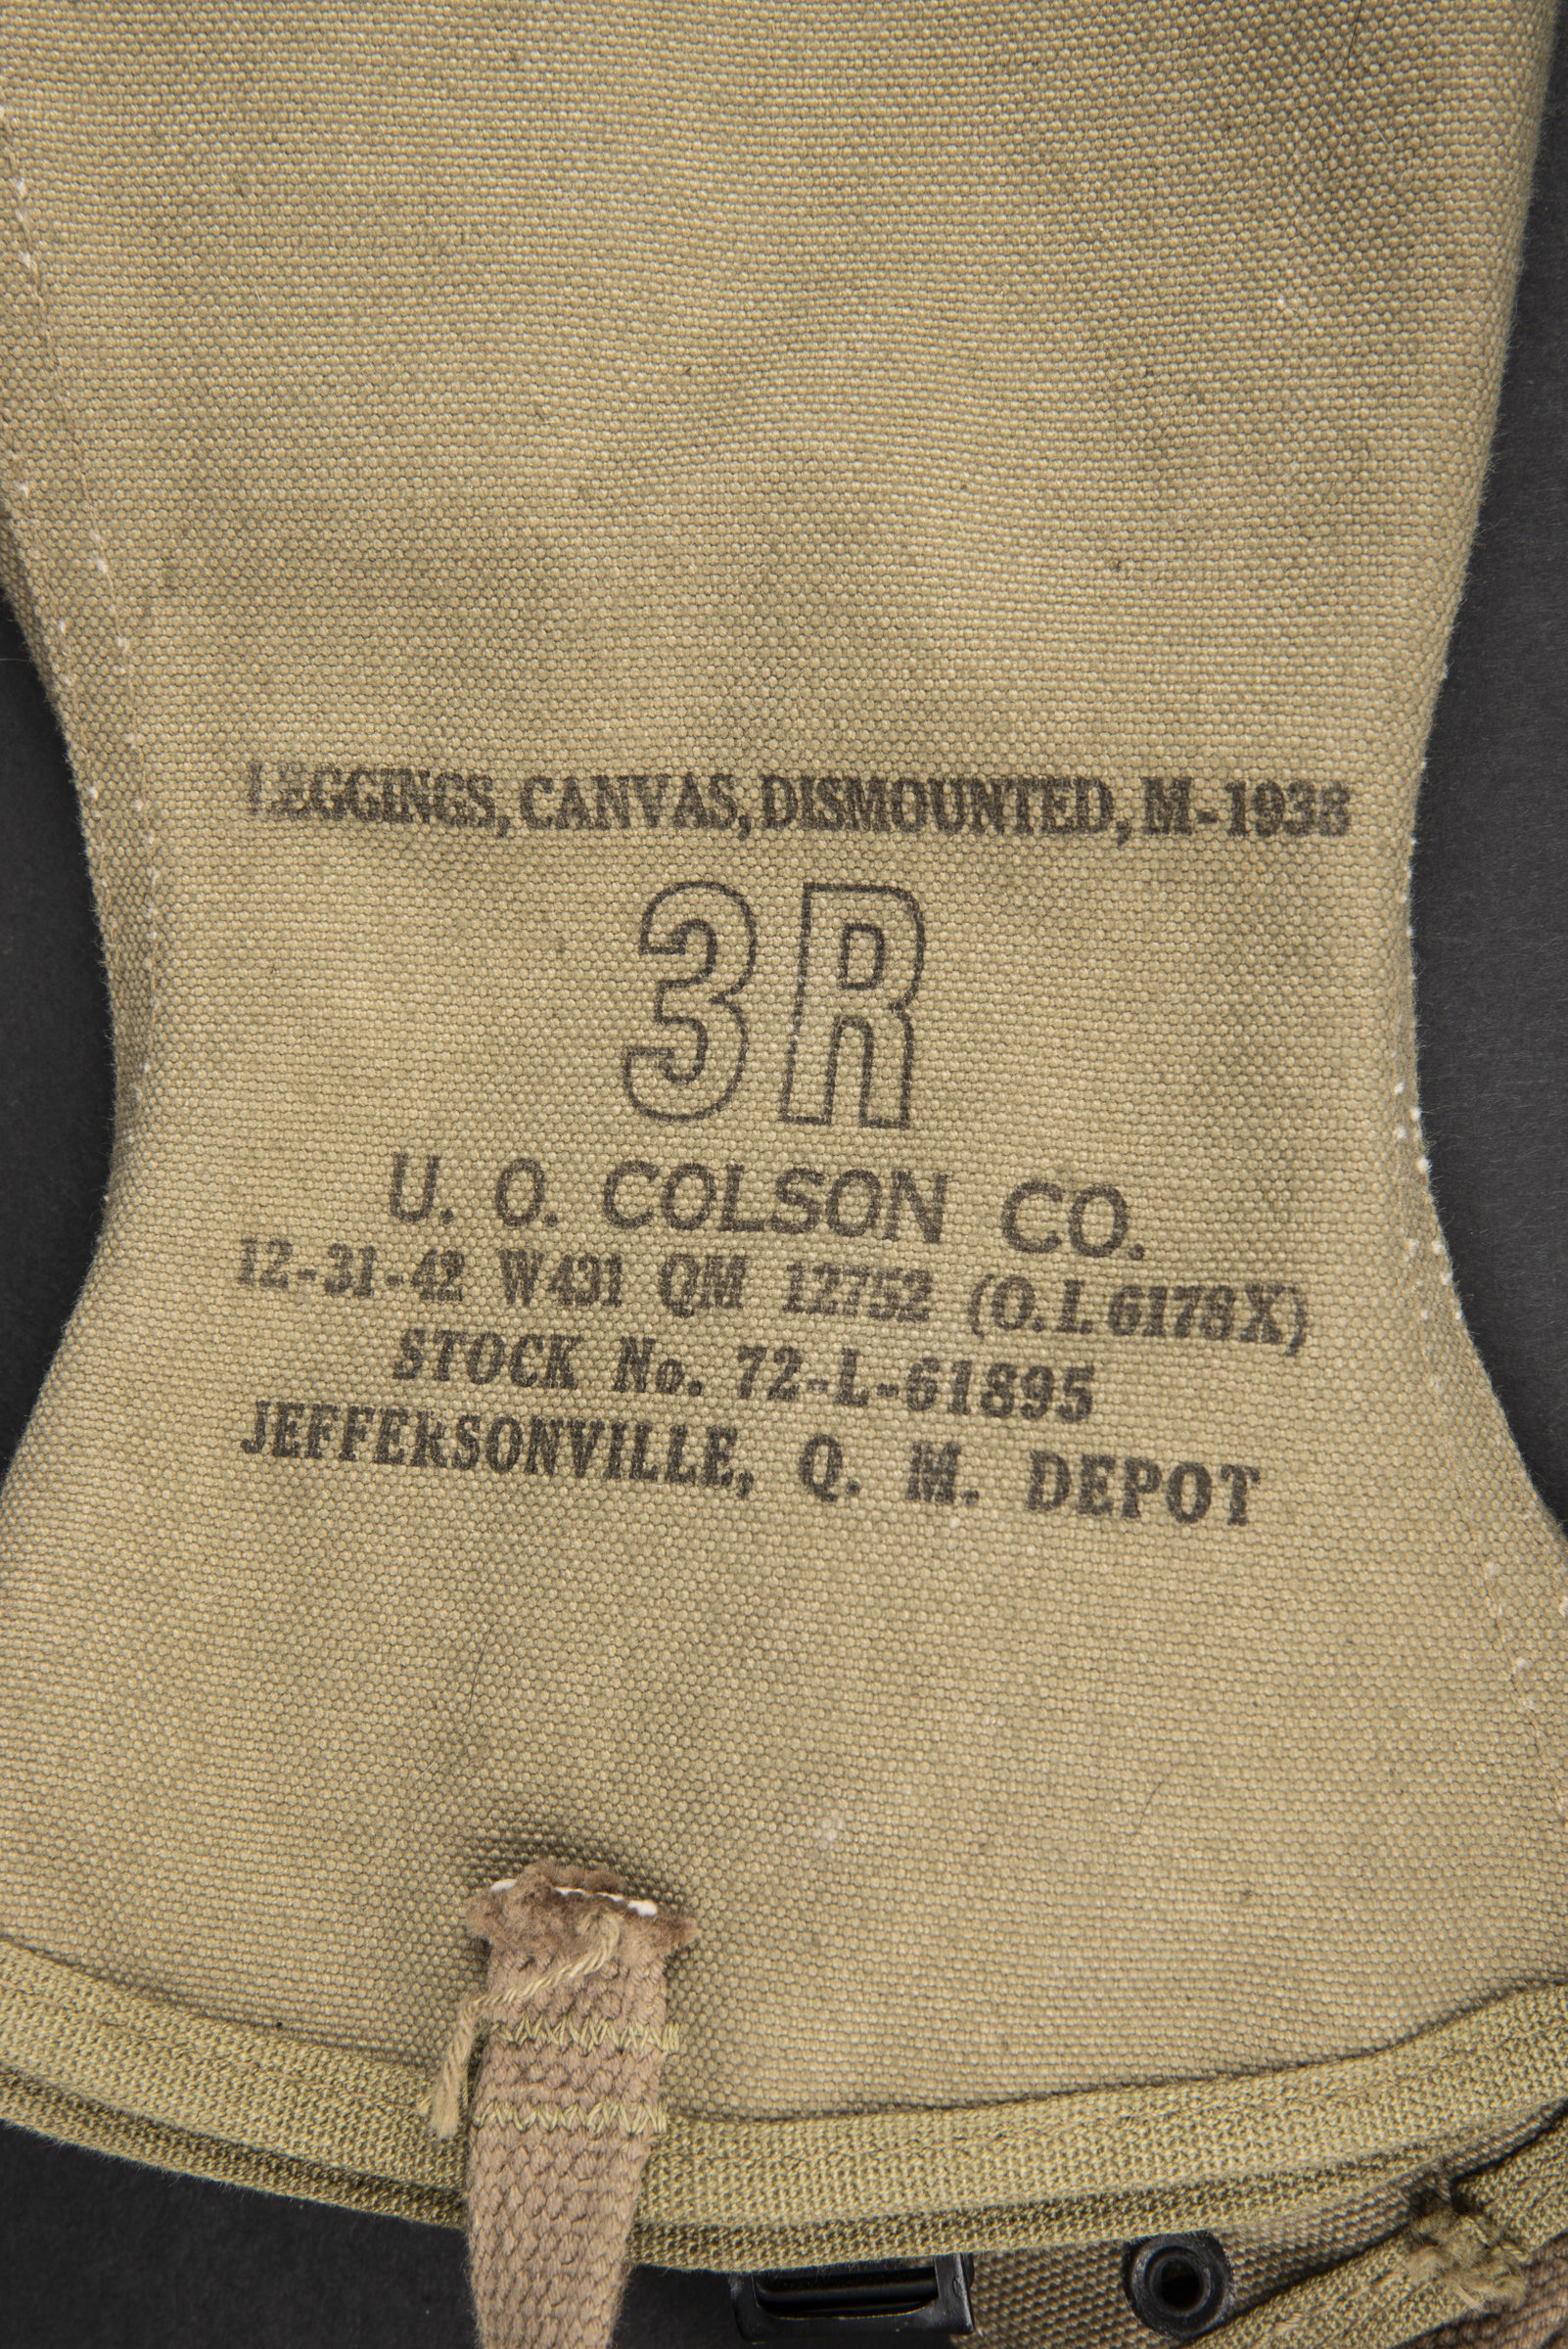 LEGGINGS, CANVAS, DISMOUNTED, M-1938
3R
U. O. COLSON CO.
12-31-42 W431 QM 12752 (O.I. 6178X)
STOCK No. 72-L-61895
JEFFERSONVILLE, Q. M. DEPOT